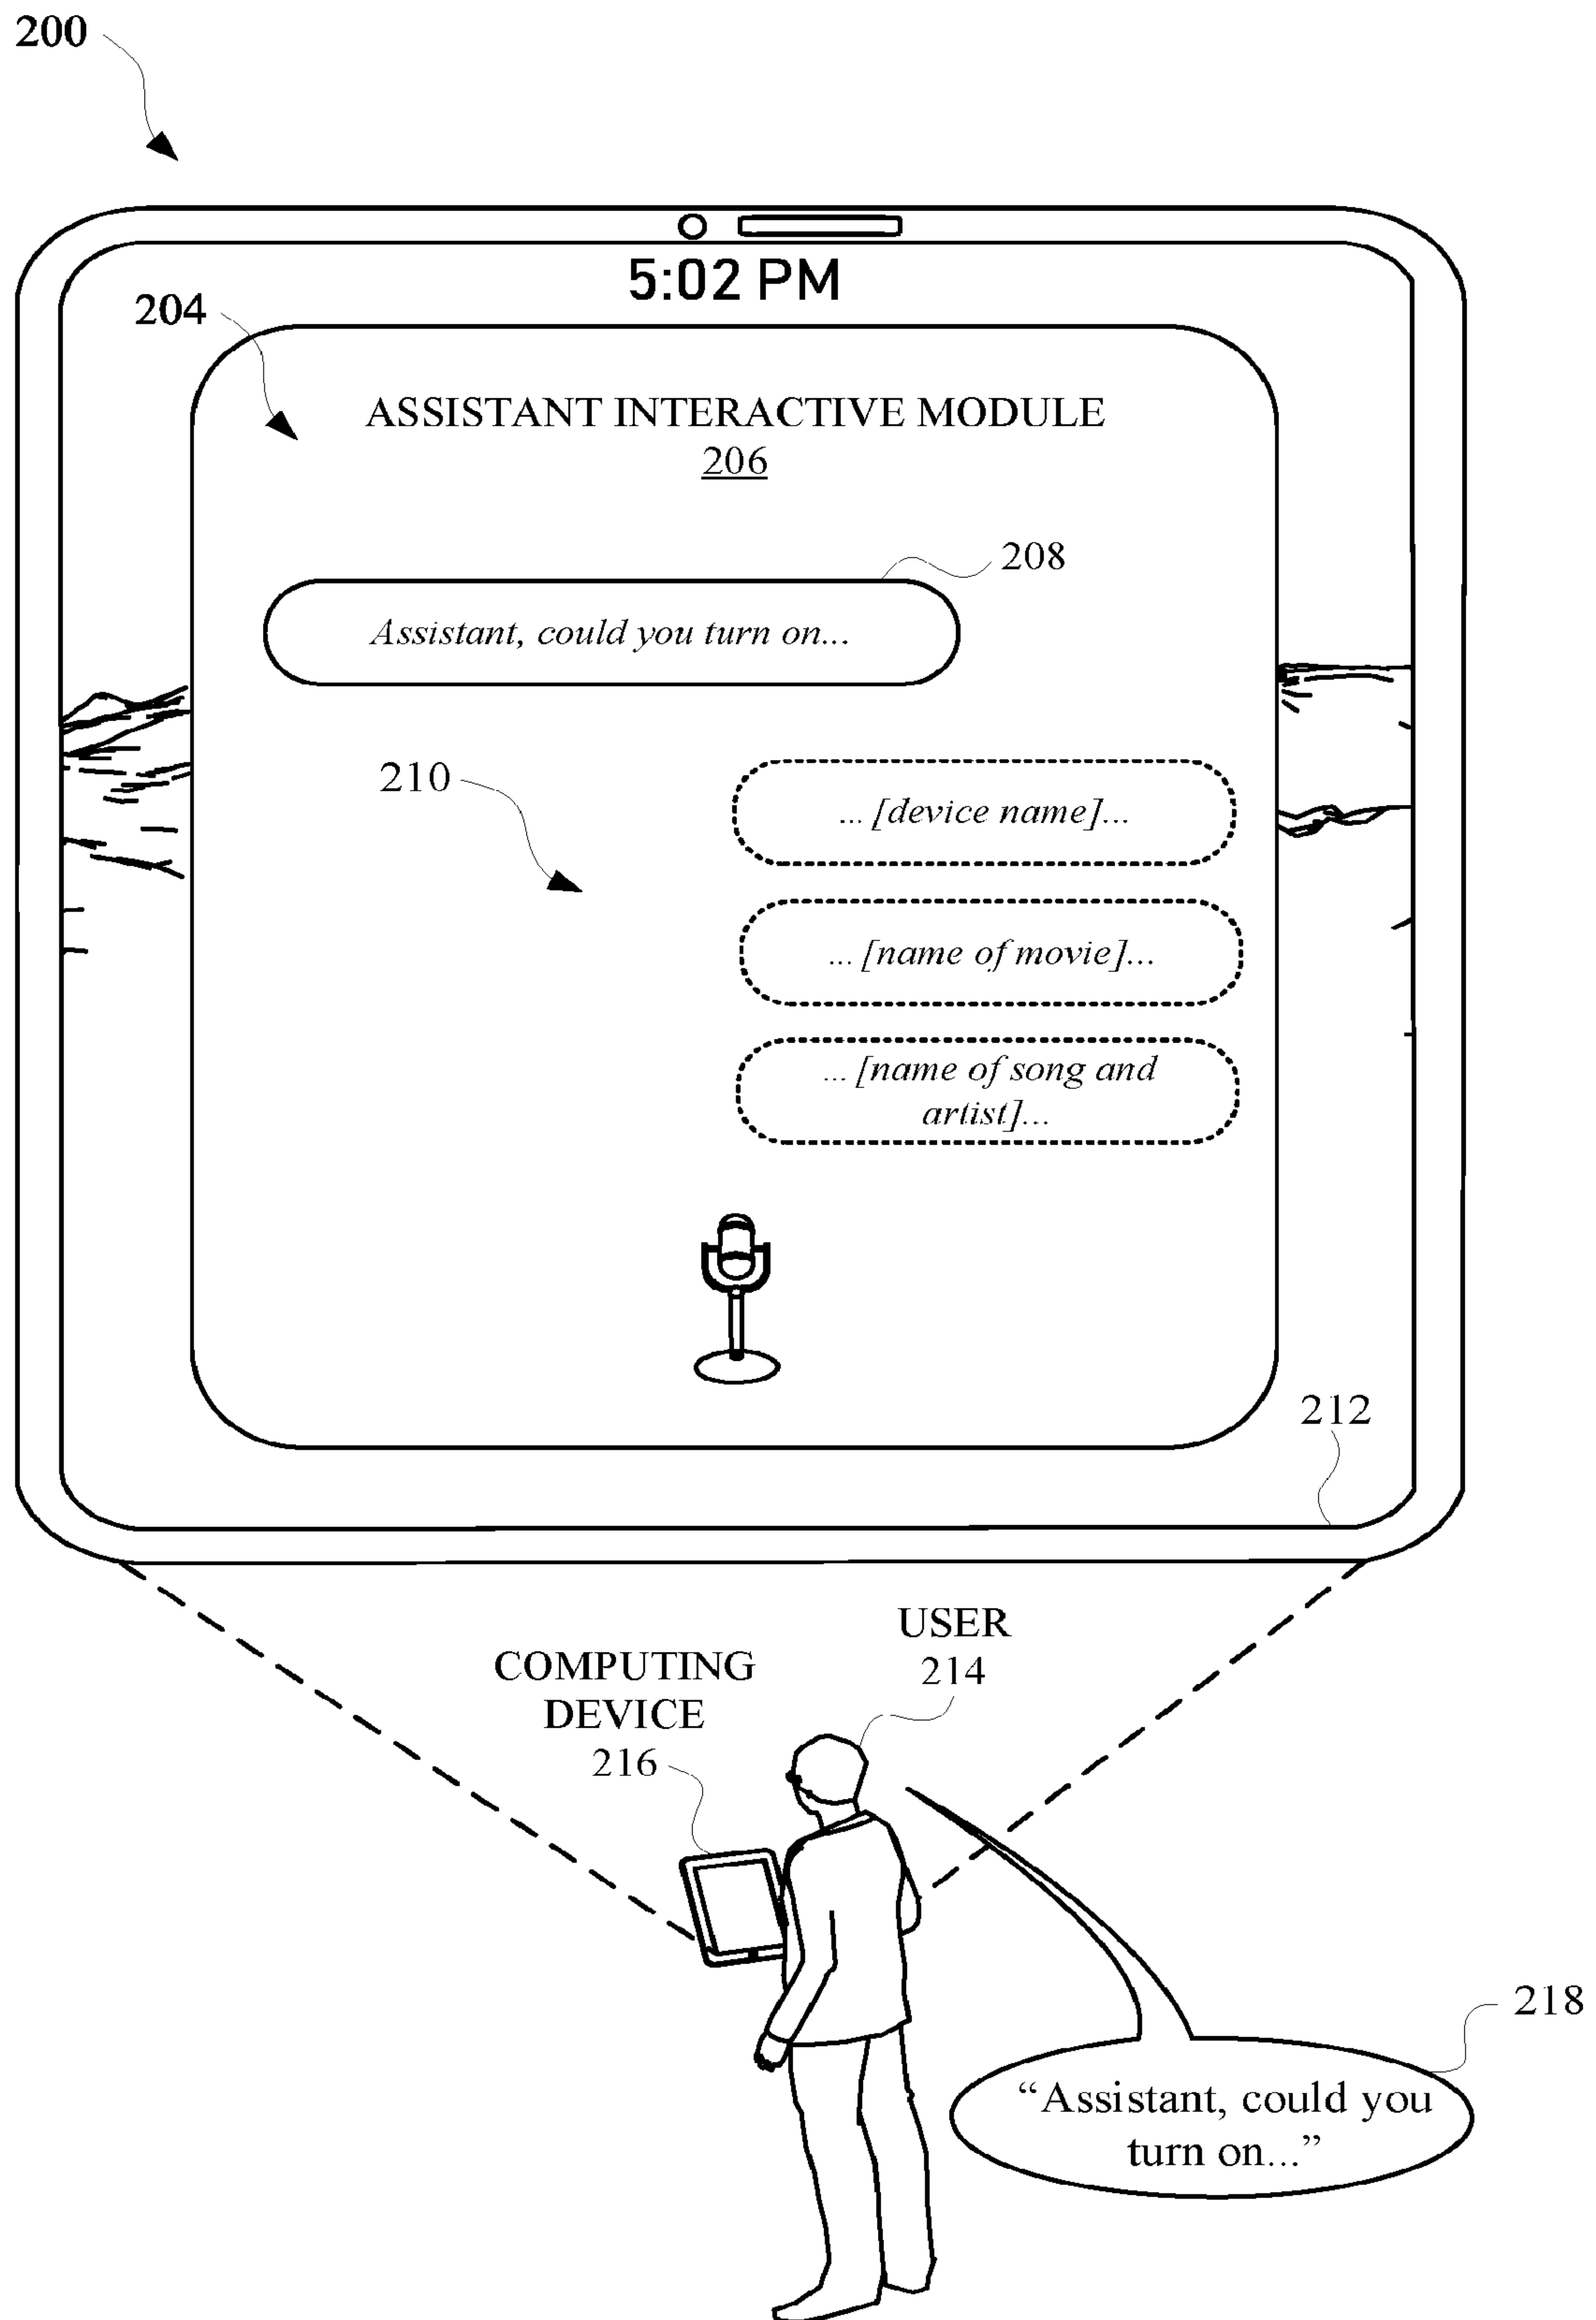 200
5:02 PM
204
ASSISTANT INTERACTIVE MODULE
206
208
Assistant, could you turn on...
210
... [device name]...
... [name of movie]...
... [name of song and
artist]...
212
USER
214
COMPUTING
DEVICE
216
218
“Assistant, could you
turn on...”